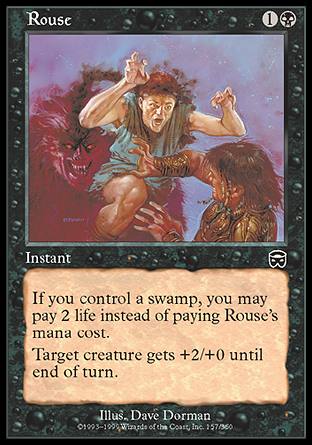 Rouse 1
Instant
If you control a swamp, you may
pay 2 life instead of paying Rouse's
mana cost.
Target creature gets +2/+0 until
end of turn.
Illus. Dave Dorman
©1993–1999 Wizards of the Coast, Inc. 157/350